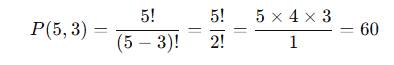 P(5, 3) = 5! / (5 − 3)! = 5! / 2! = 5 × 4 × 3 / 1 = 60